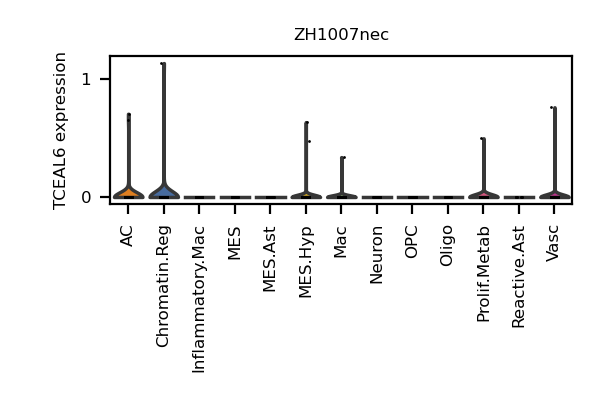 ZH1007nec
TCEAL6 expression
1
0
AC
Chromatin.Reg
Inflammatory.Mac
MES
MES.Ast
MES.Hyp
Mac
Neuron
OPC
Oligo
Prolif.Metab
Reactive.Ast
Vasc